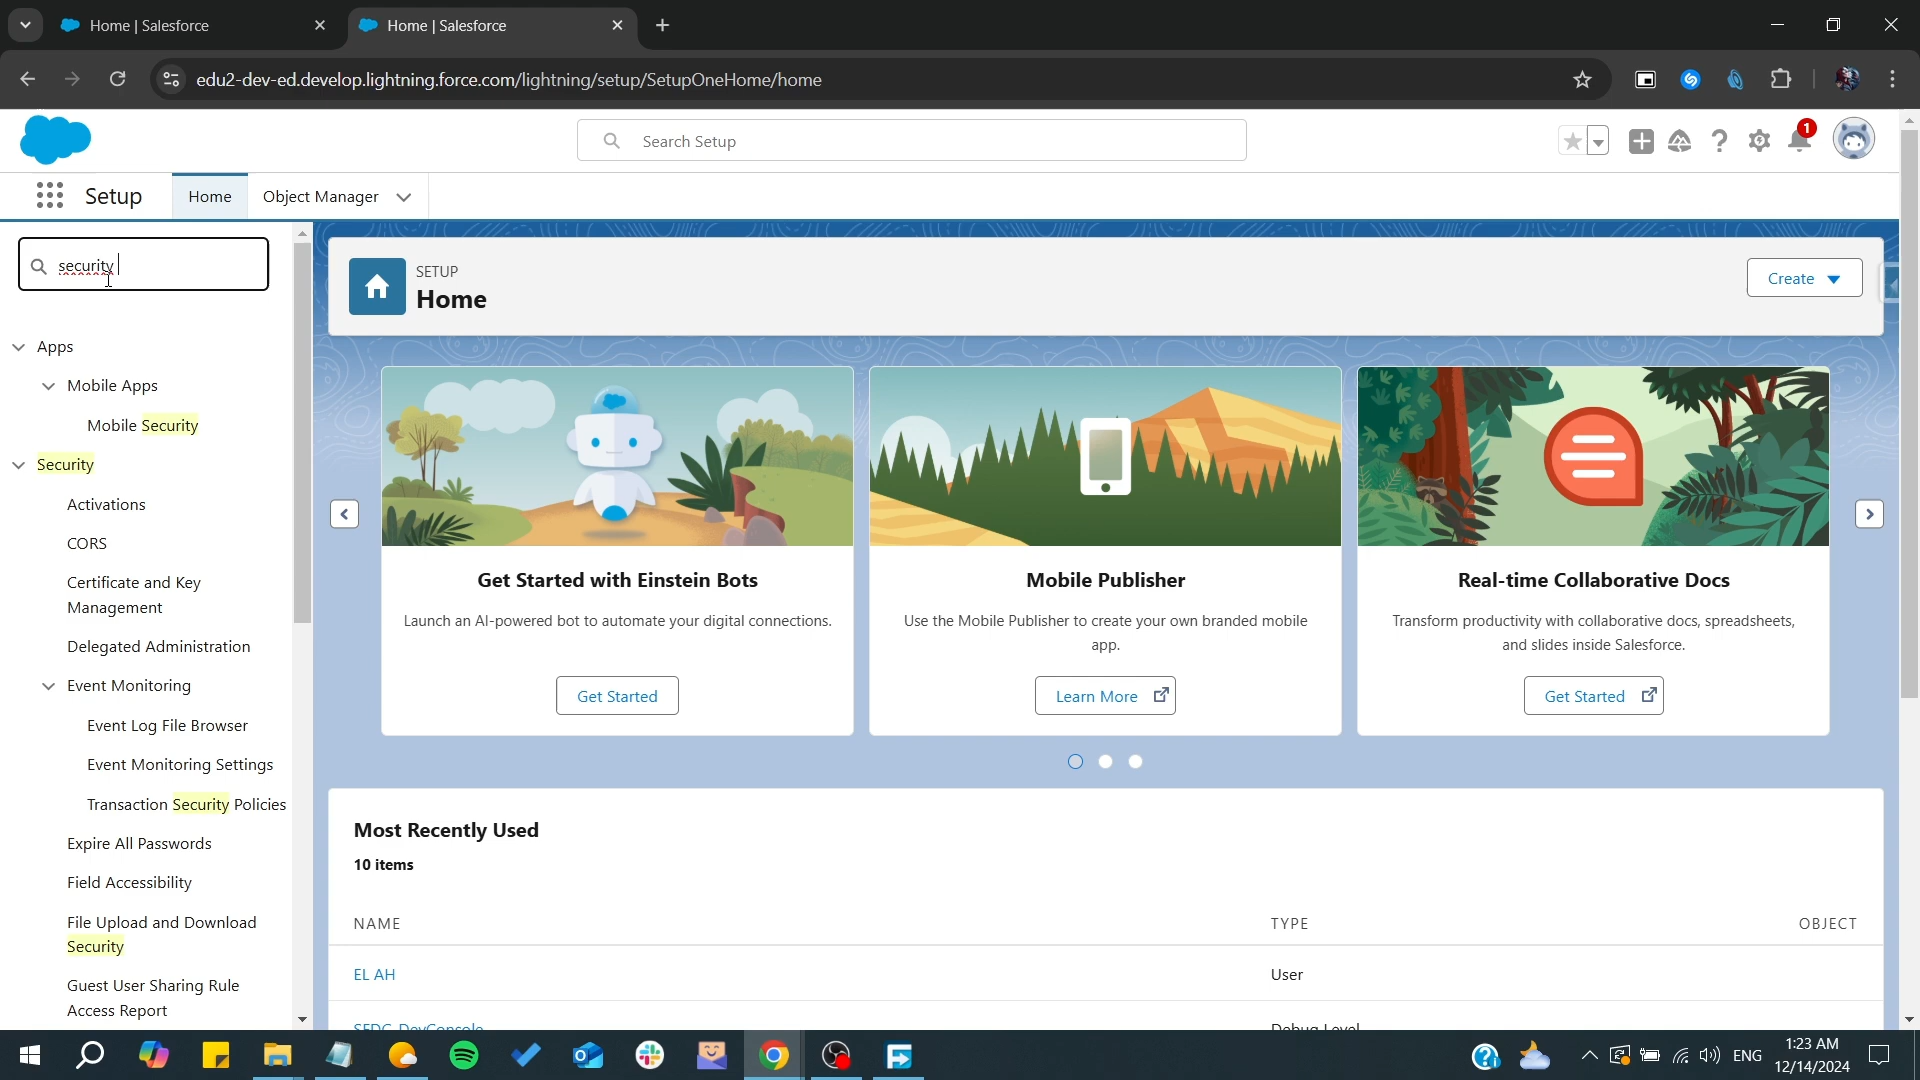 Home | Salesforce
Home | Salesforce
edu2-dev-ed.develop.lightning.force.com/lightning/setup/SetupOneHome/home
Search Setup
1
Setup
Home
Object Manager
security
Apps
Mobile Apps
Mobile Security
Security
Activations
CORS
Certificate and Key
Management
Delegated Administration
Event Monitoring
Event Log File Browser
Event Monitoring Settings
Transaction Security Policies
Expire All Passwords
Field Accessibility
File Upload and Download
Security
Guest User Sharing Rule
Access Report
SETUP
Home
Create
Get Started with Einstein Bots
Launch an AI-powered bot to automate your digital connections.
Get Started
Mobile Publisher
Use the Mobile Publisher to create your own branded mobile
app.
Learn More
Real-time Collaborative Docs
Transform productivity with collaborative docs, spreadsheets,
and slides inside Salesforce.
Get Started
Most Recently Used
10 items
NAME
TYPE
OBJECT
EL AH
User
SFDC_DevConsole
Debug Level
ENG
1:23 AM
12/14/2024